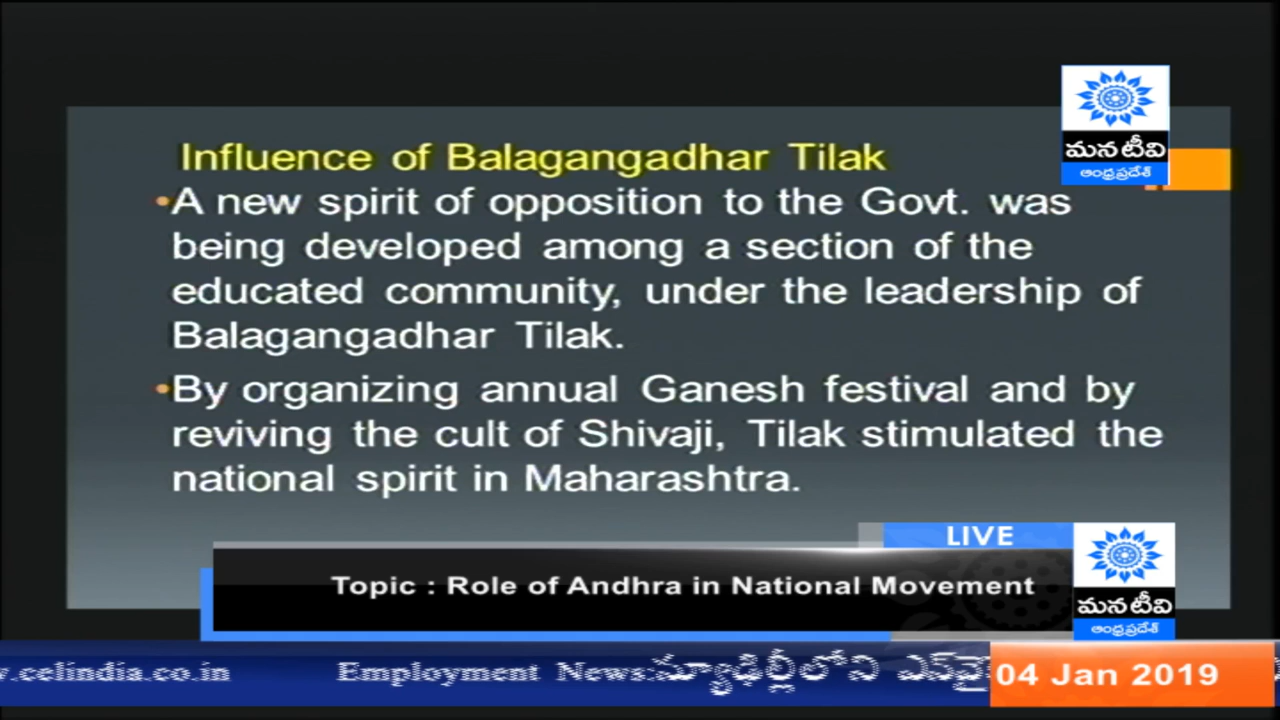 Influence of Balagangadhar Tilak
•A new spirit of opposition to the Govt. was
being developed among a section of the
educated community, under the leadership of
Balagangadhar Tilak.
•By organizing annual Ganesh festival and by
reviving the cult of Shivaji, Tilak stimulated the
national spirit in Maharashtra.
మన టీవి
ఆంధ్రప్రదేశ్
LIVE
Topic : Role of Andhra in National Movement
మన టీవి
ఆంధ్రప్రదేశ్
.celindia.co.in Employment News:న్యూఢిల్లీలోని
04 Jan 2019